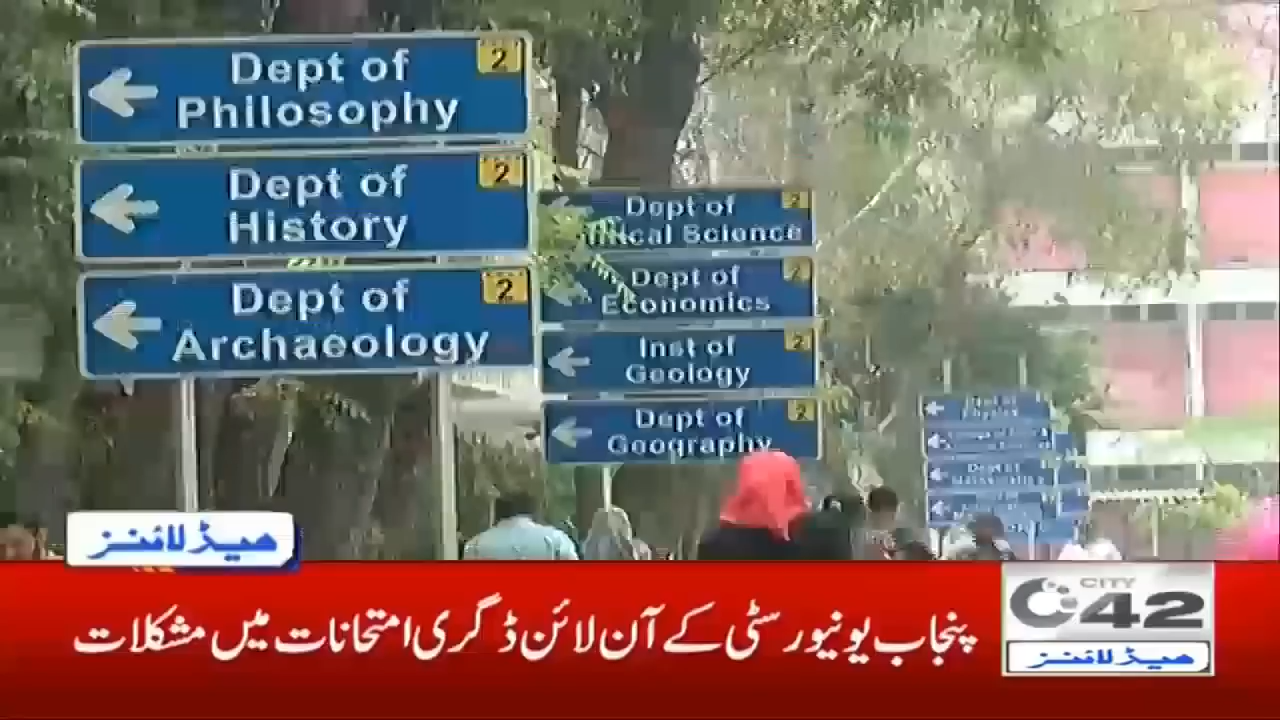 Dept of
Philosophy
2
Dept of
History
2
Dept of
Archaeology
2
Dept of
Science
2
Dept of
Economics
2
Inst of
Geology
2
Dept of
Geography
2
ہیڈ لائنز
پنجاب یونیورسٹی کے آن لائن ڈگری امتحانات میں مشکلات
CITY
42
ہیڈ لائنز